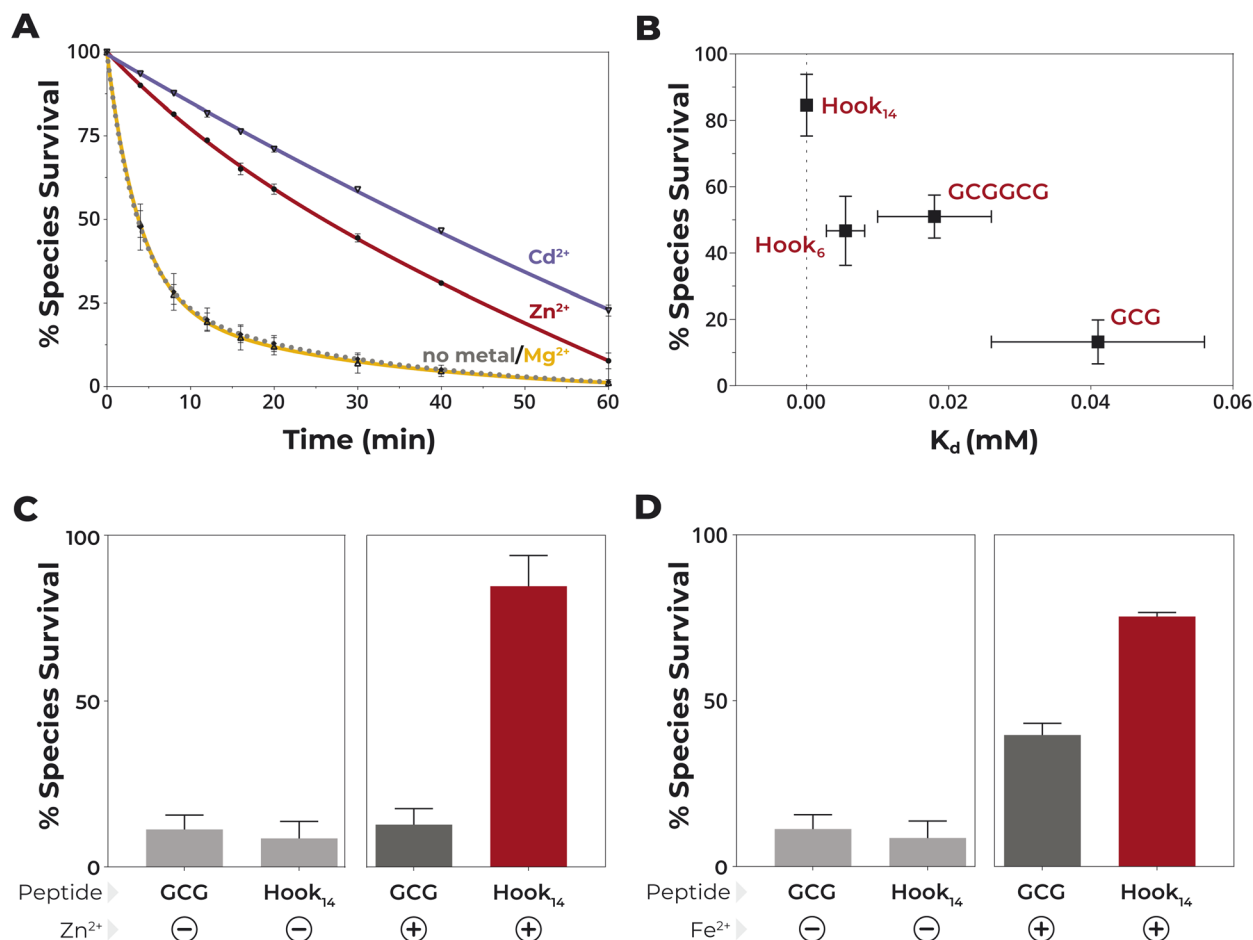 A
% Species Survival
100
75
50
25
0
Cd²⁺
Zn²⁺
no metal/Mg²⁺
0 10 20 30 40 50 60
Time (min)
B
% Species Survival
100
80
60
40
20
0
Hook₁₄
GCGGCG
Hook₆
GCG
0.00 0.02 0.04 0.06
K_d (mM)
C
% Species Survival
100
50
0
Peptide GCG Hook₁₄ GCG Hook₁₄
Zn²⁺ − − + +
D
% Species Survival
100
50
0
Peptide GCG Hook₁₄ GCG Hook₁₄
Fe²⁺ − − + +